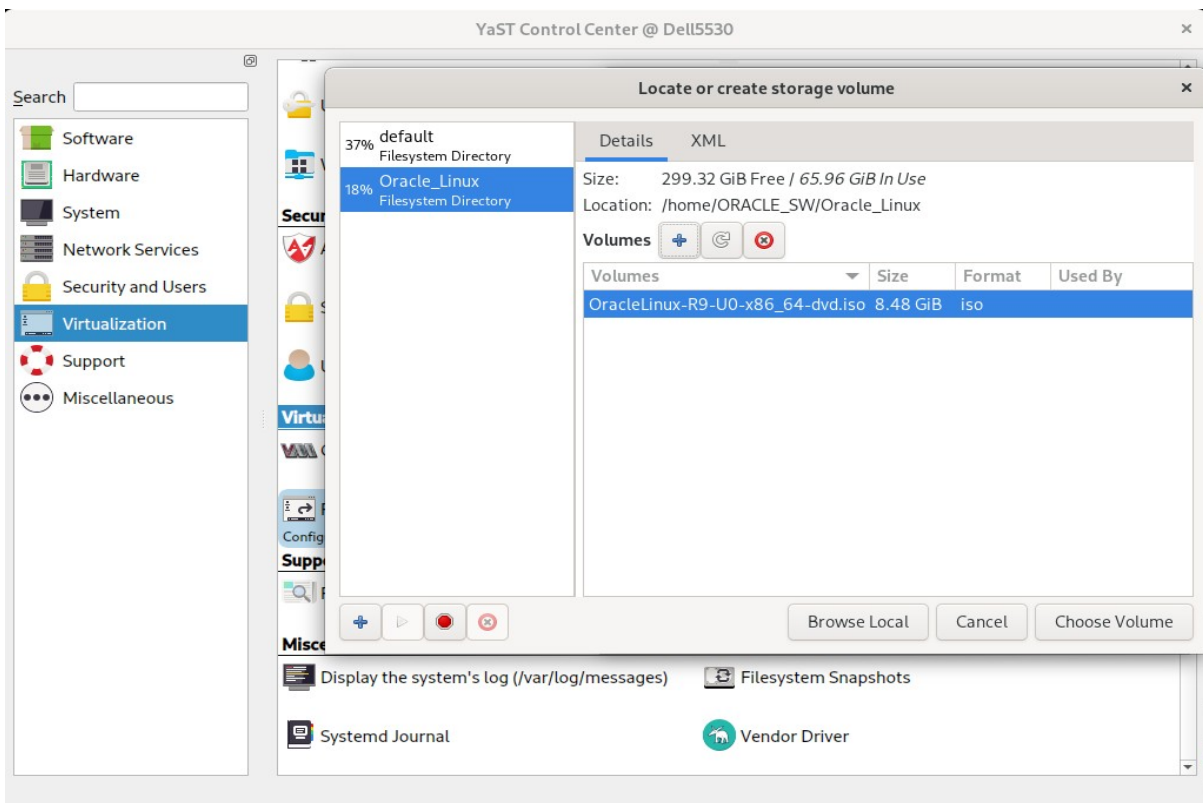 YaST Control Center @ Dell5530
Search
Software
Hardware
System
Network Services
Security and Users
Virtualization
Support
Miscellaneous
Secur
Virtu
Config
Supp
Misce
Display the system's log (/var/log/messages)
Filesystem Snapshots
Systemd Journal
Vendor Driver
Locate or create storage volume
37% default
Filesystem Directory
18% Oracle_Linux
Filesystem Directory
Details XML
Size: 299.32 GiB Free / 65.96 GiB In Use
Location: /home/ORACLE_SW/Oracle_Linux
Volumes
Volumes Size Format Used By
OracleLinux-R9-U0-x86_64-dvd.iso 8.48 GiB iso
Browse Local Cancel Choose Volume